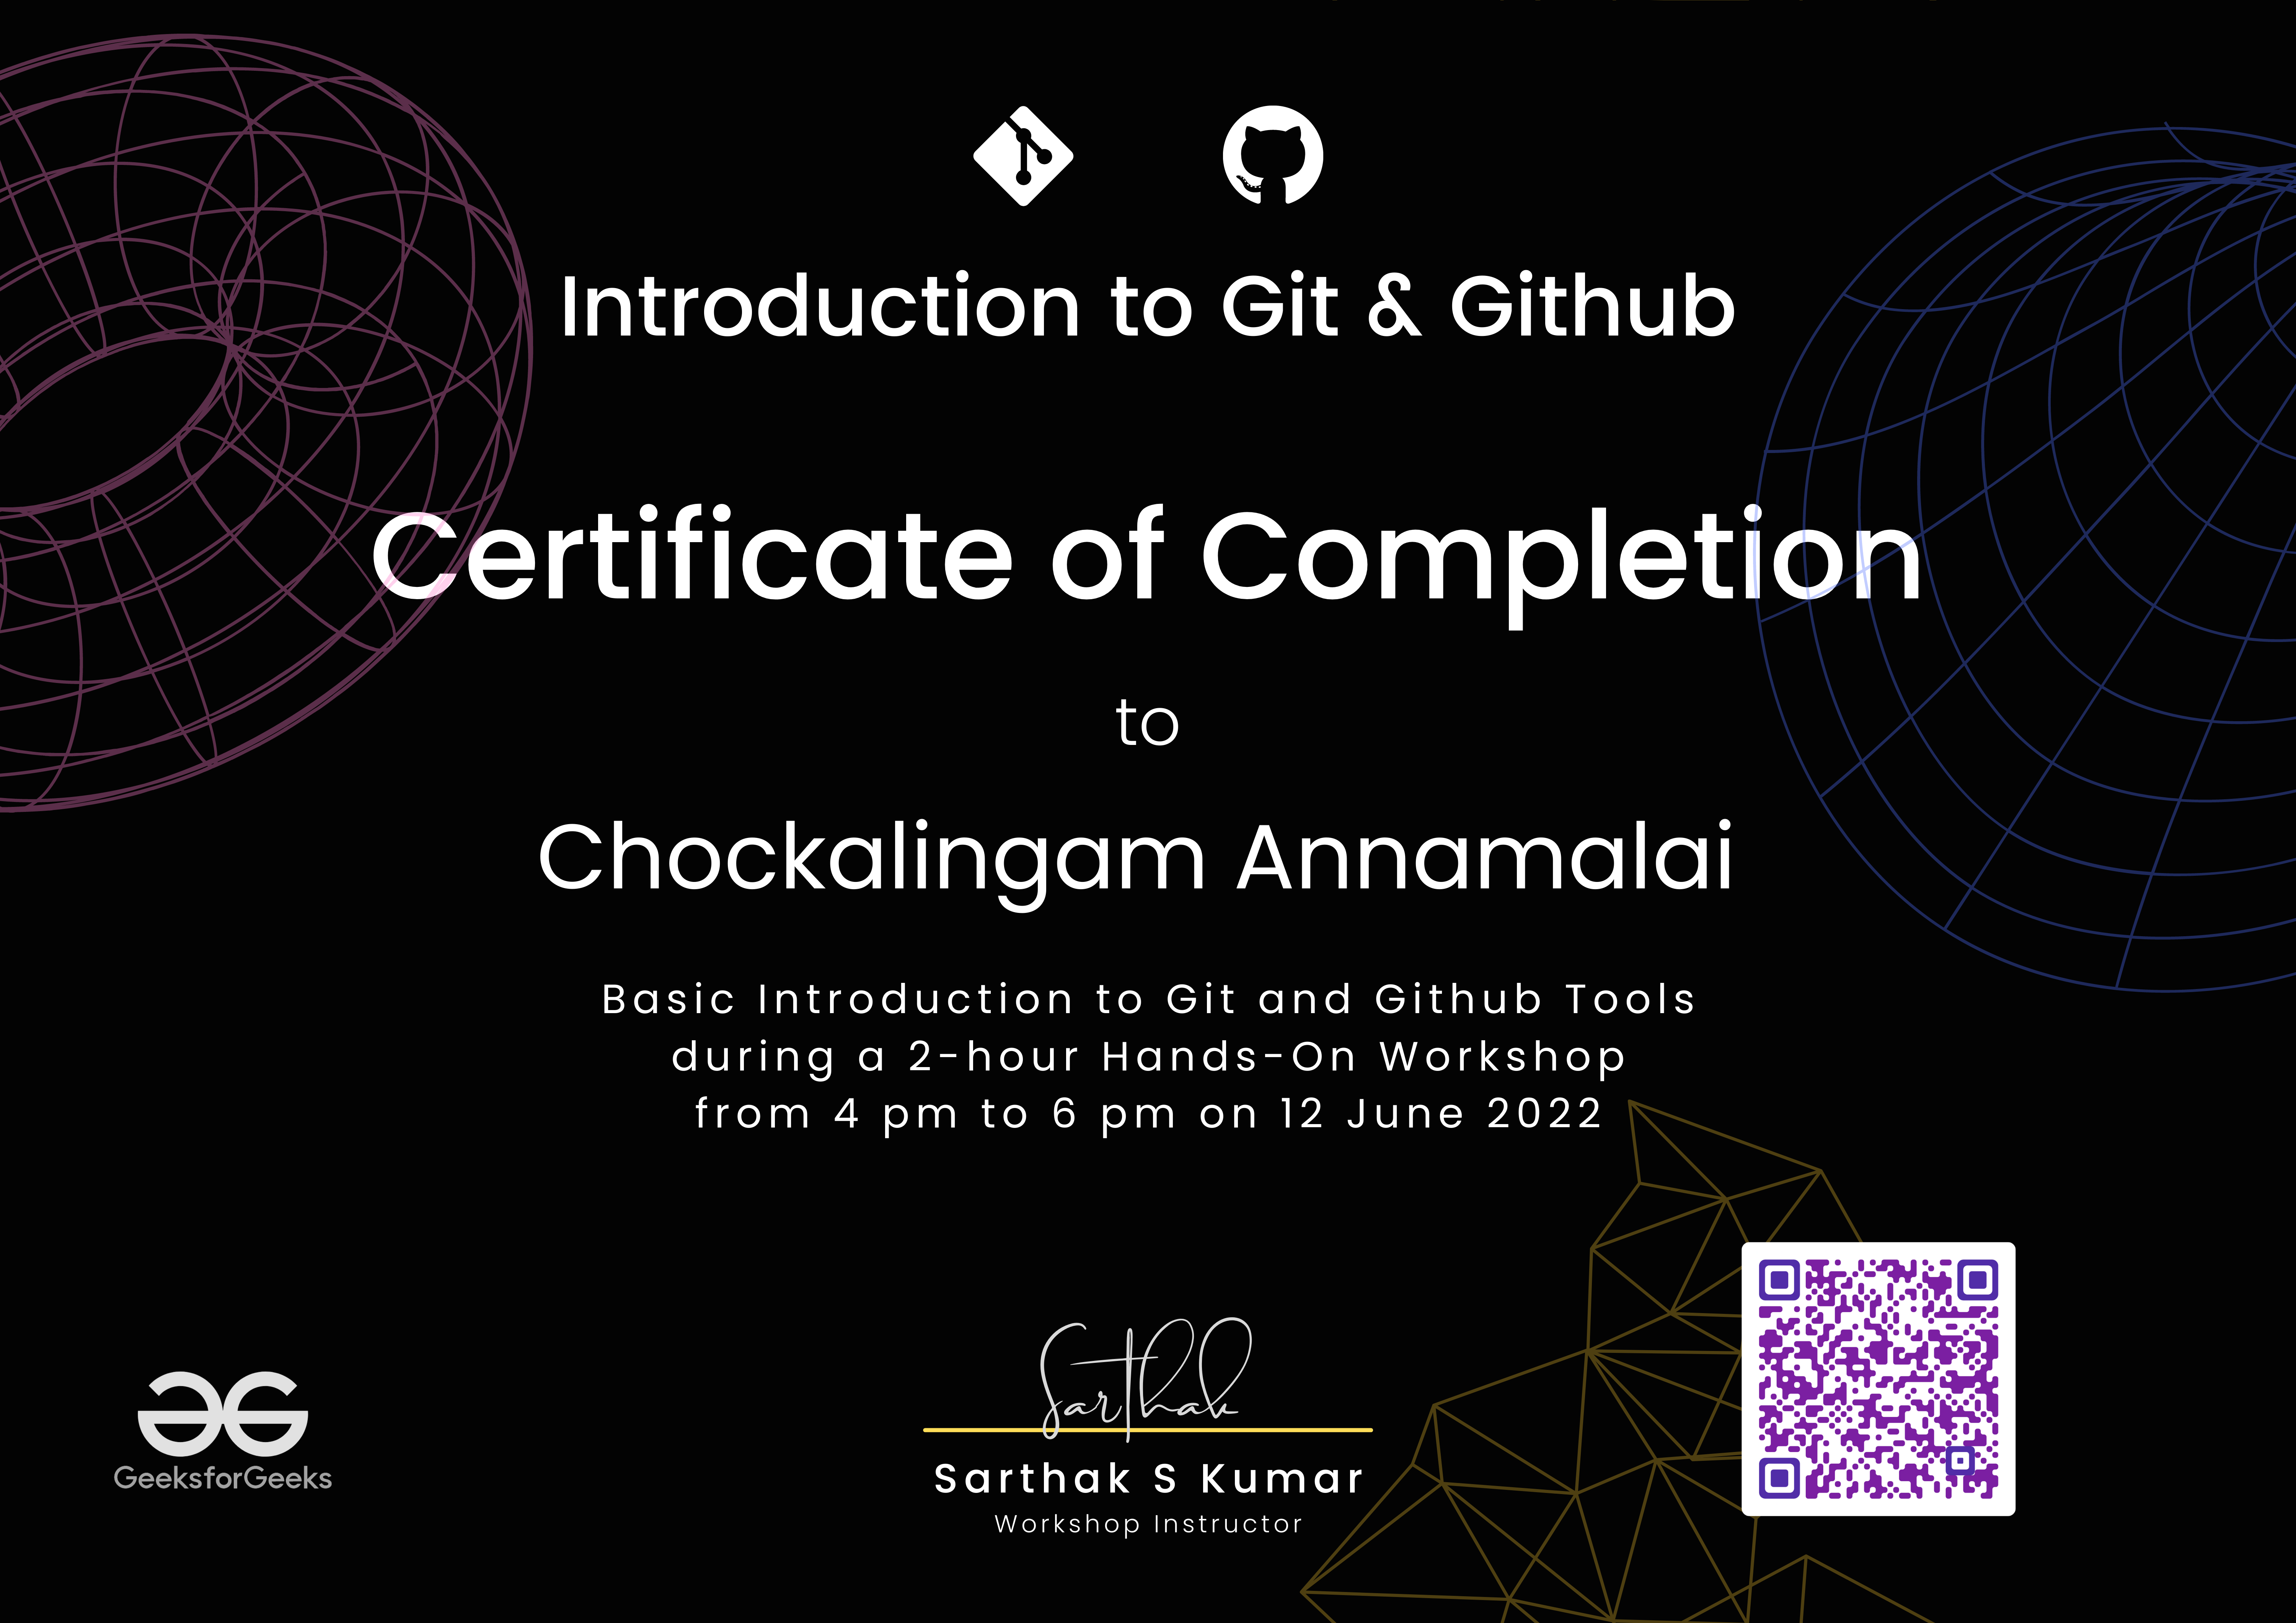 Introduction to Git & Github
Certificate of Completion
to
Chockalingam Annamalai
Basic Introduction to Git and Github Tools
during a 2-hour Hands-On Workshop
from 4 pm to 6 pm on 12 June 2022
Sarthak
Sarthak S Kumar
Workshop Instructor
GeeksforGeeks